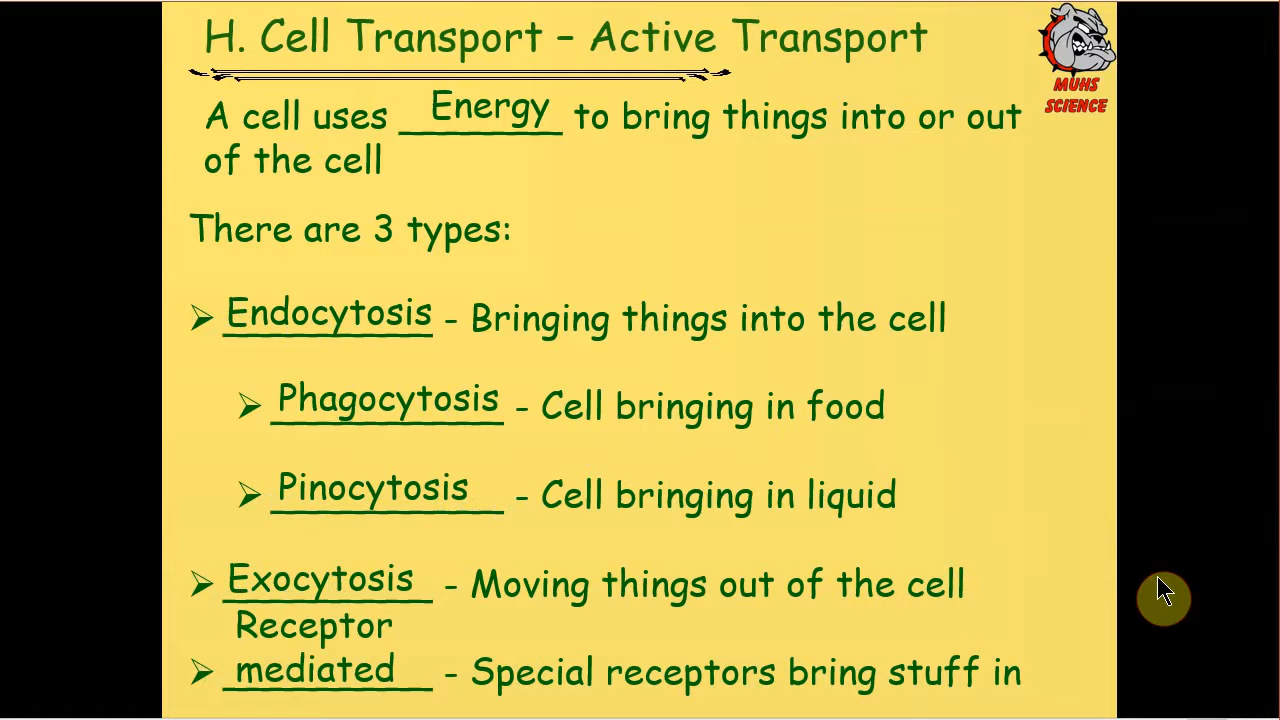 H. Cell Transport – Active Transport
MUHS
SCIENCE
A cell uses Energy to bring things into or out
of the cell
There are 3 types:
➢ Endocytosis - Bringing things into the cell
➢ Phagocytosis - Cell bringing in food
➢ Pinocytosis - Cell bringing in liquid
➢ Exocytosis - Moving things out of the cell
Receptor
➢ mediated - Special receptors bring stuff in